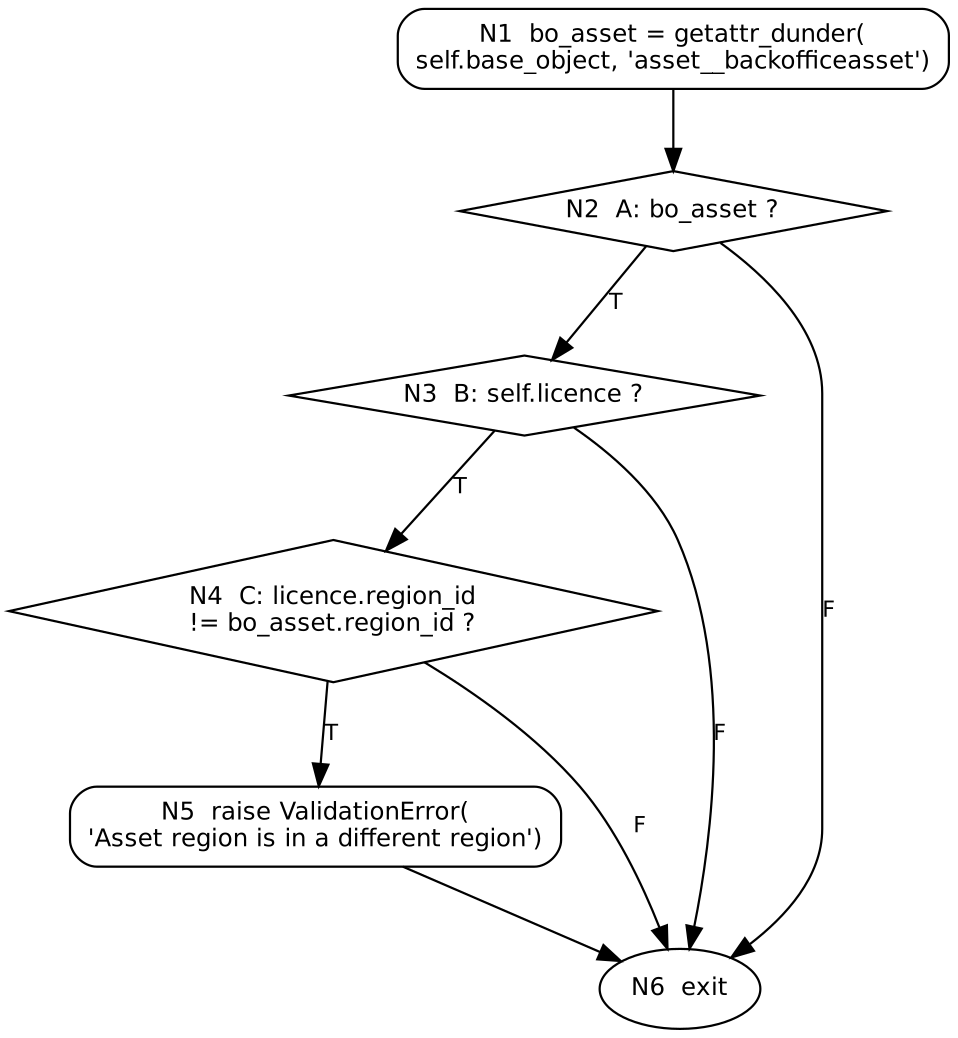 N1  bo_asset = getattr_dunder(
self.base_object, 'asset__backofficeasset')
N2  A: bo_asset ?
T
N3  B: self.licence ?
T
N4  C: licence.region_id
!= bo_asset.region_id ?
F
T
F
N5  raise ValidationError(
'Asset region is in a different region')
F
N6  exit